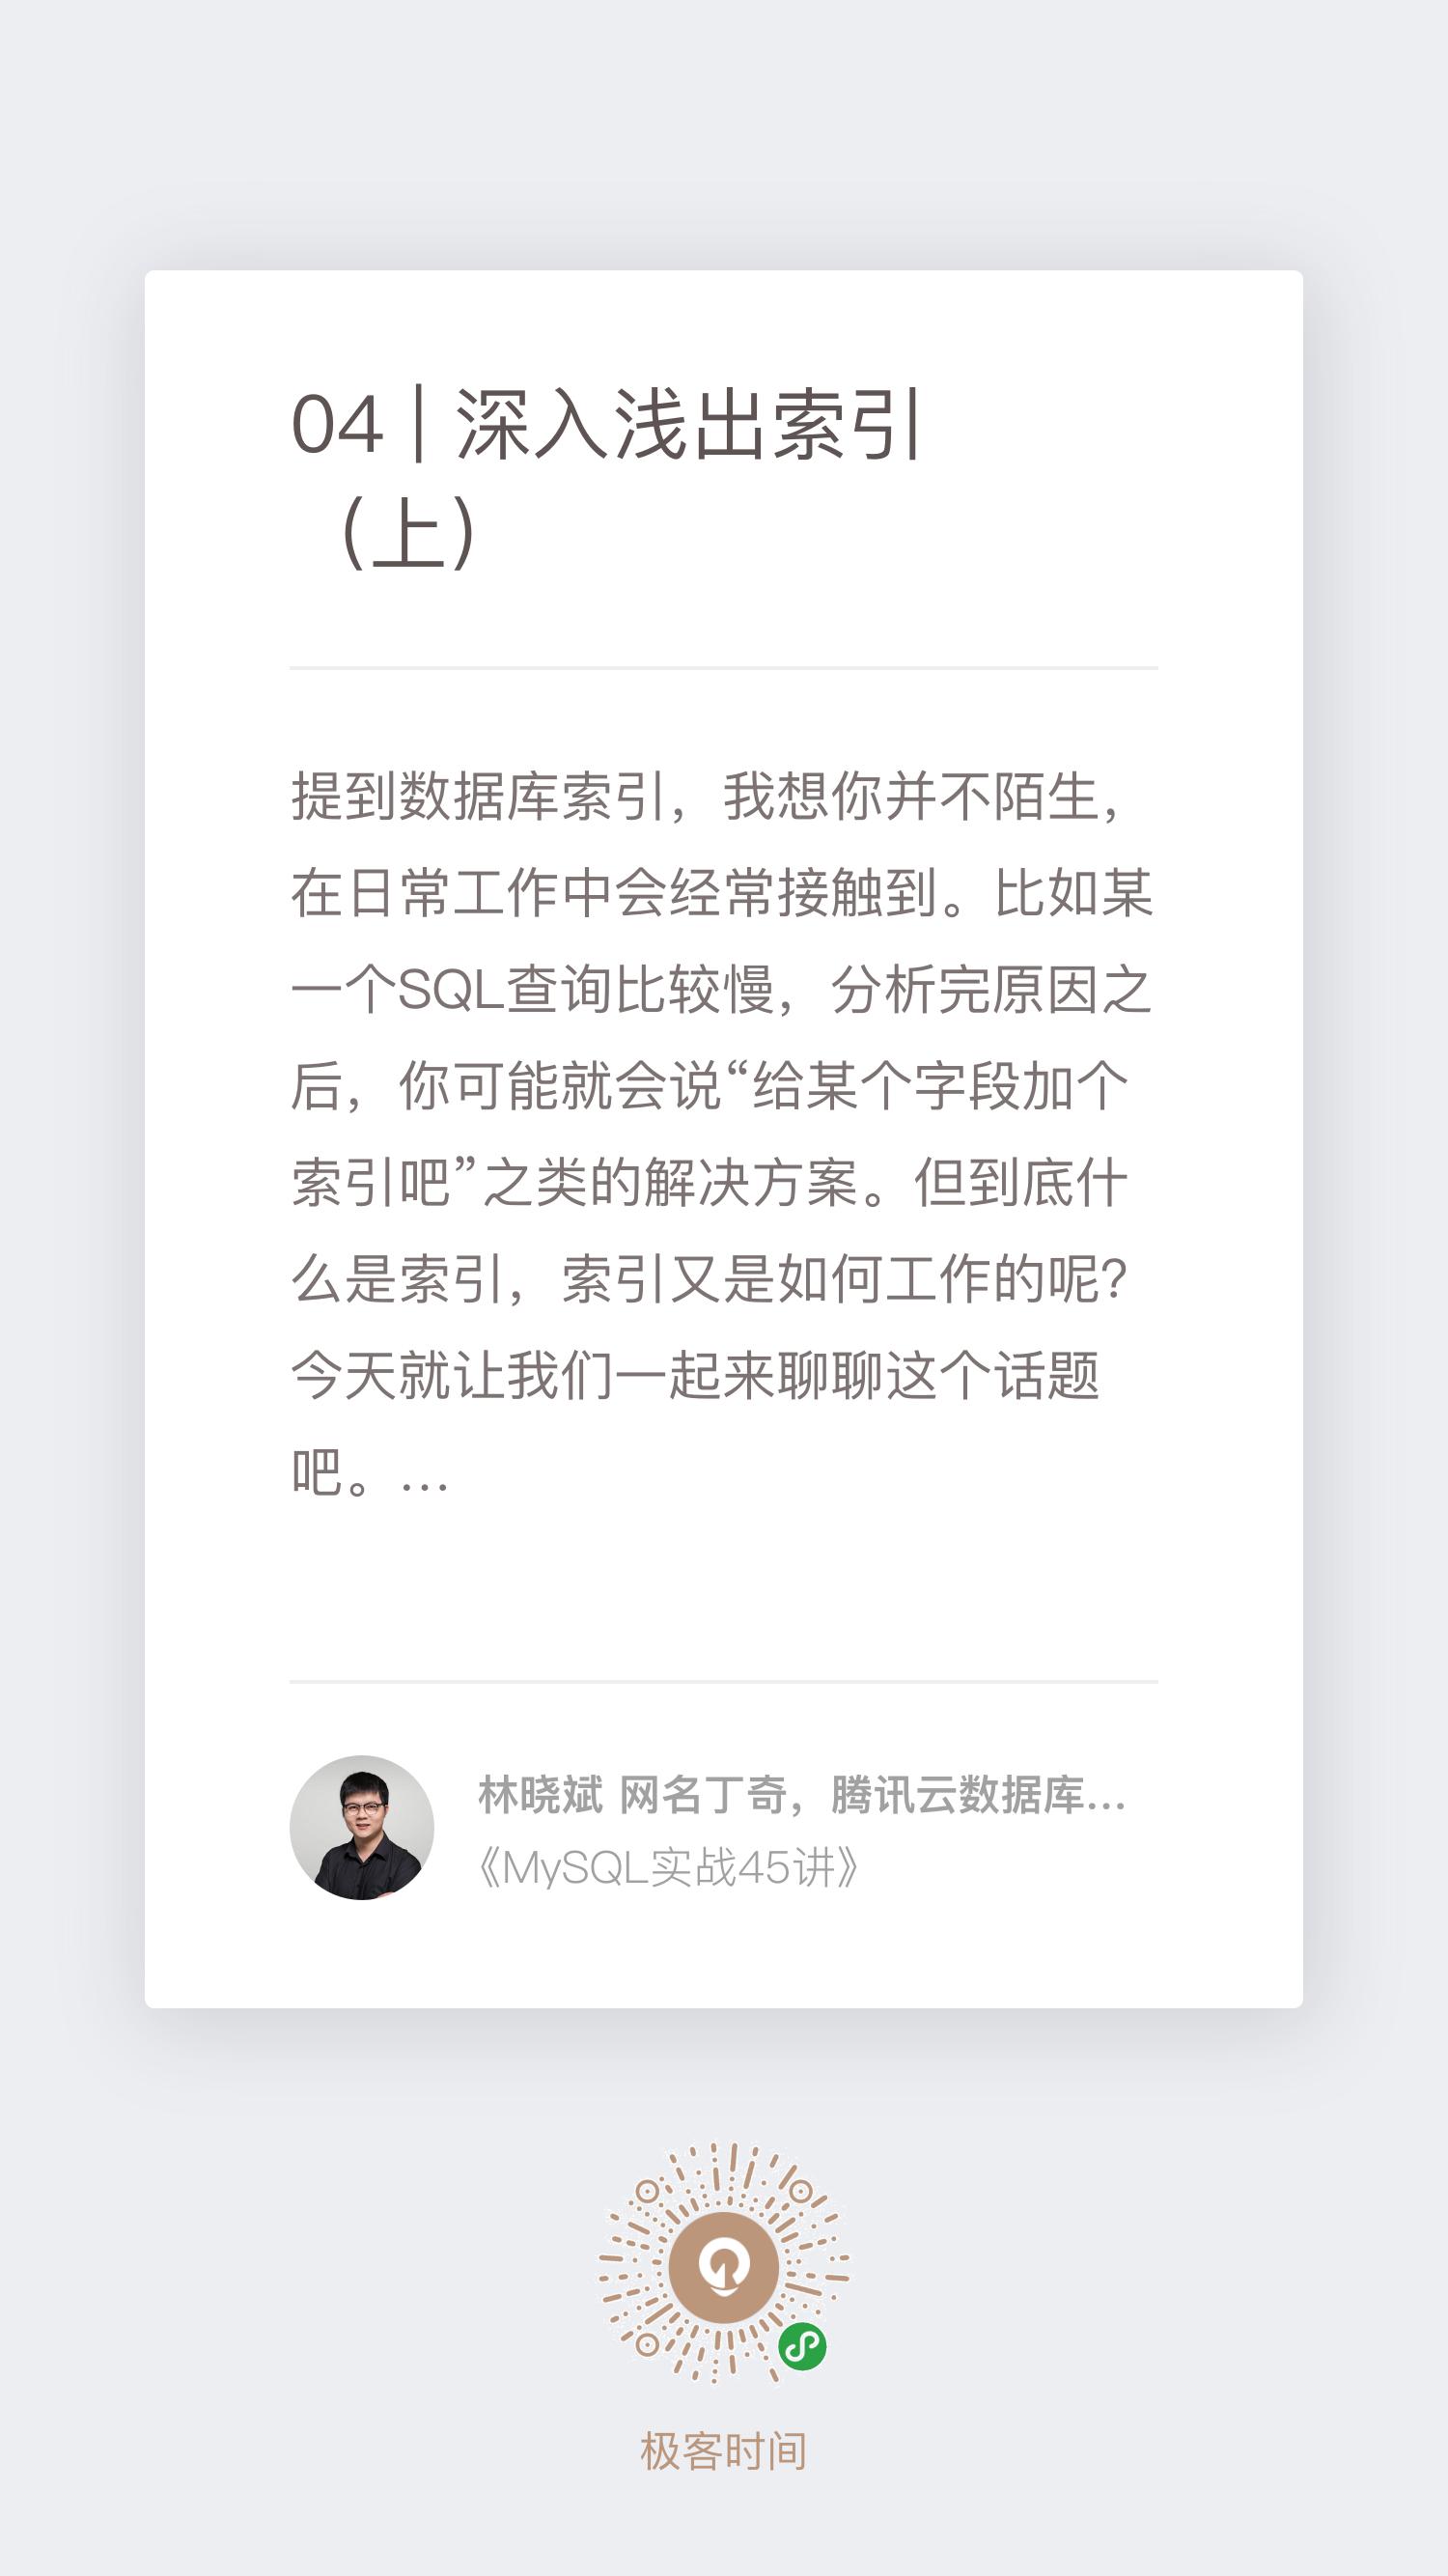 04 | 深入浅出索引
（上）
提到数据库索引，我想你并不陌生，
在日常工作中会经常接触到。比如某
一个SQL查询比较慢，分析完原因之
后，你可能就会说“给某个字段加个
索引吧”之类的解决方案。但到底什
么是索引，索引又是如何工作的呢？
今天就让我们一起来聊聊这个话题
吧。…
林晓斌 网名丁奇，腾讯云数据库...
《MySQL实战45讲》
极客时间